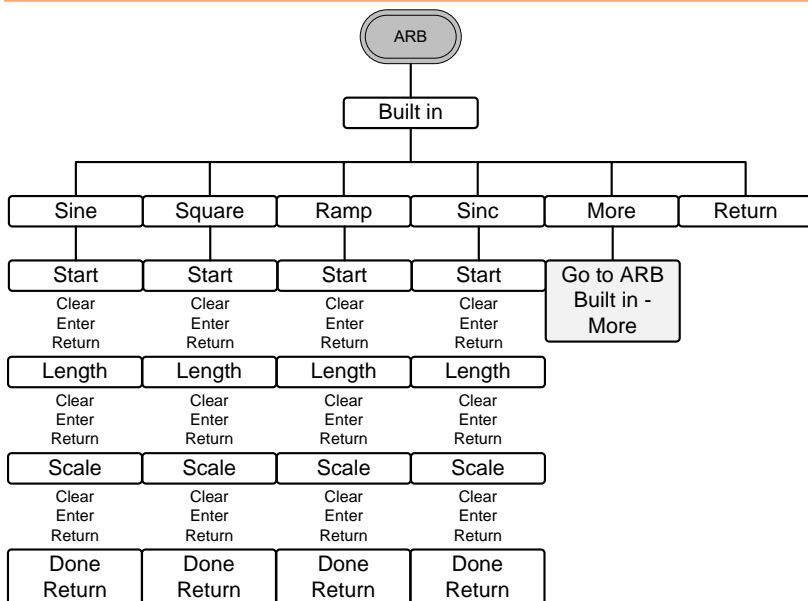 ARB
Built in
Sine Square Ramp Sinc More Return
Start Start Start Start Go to ARB
Clear Clear Clear Clear Built in -
Enter Enter Enter Enter More
Return Return Return Return
Length Length Length Length
Clear Clear Clear Clear
Enter Enter Enter Enter
Return Return Return Return
Scale Scale Scale Scale
Clear Clear Clear Clear
Enter Enter Enter Enter
Return Return Return Return
Done Done Done Done
Return Return Return Return